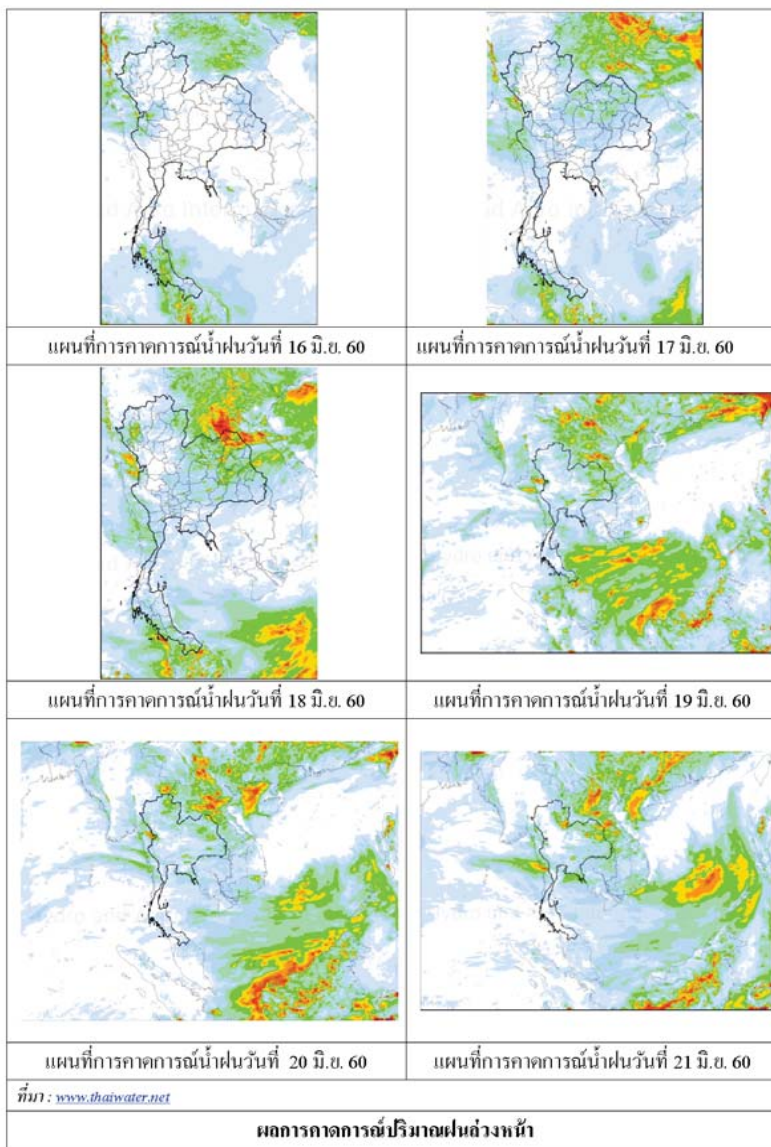 แผนที่การคาดการณ์น้ำฝนวันที่ 16 มิ.ย. 60
แผนที่การคาดการณ์น้ำฝนวันที่ 17 มิ.ย. 60
แผนที่การคาดการณ์น้ำฝนวันที่ 18 มิ.ย. 60
แผนที่การคาดการณ์น้ำฝนวันที่ 19 มิ.ย. 60
แผนที่การคาดการณ์น้ำฝนวันที่ 20 มิ.ย. 60
แผนที่การคาดการณ์น้ำฝนวันที่ 21 มิ.ย. 60
ที่มา : www.thaiwater.net
ผลการคาดการณ์ปริมาณฝนล่วงหน้า